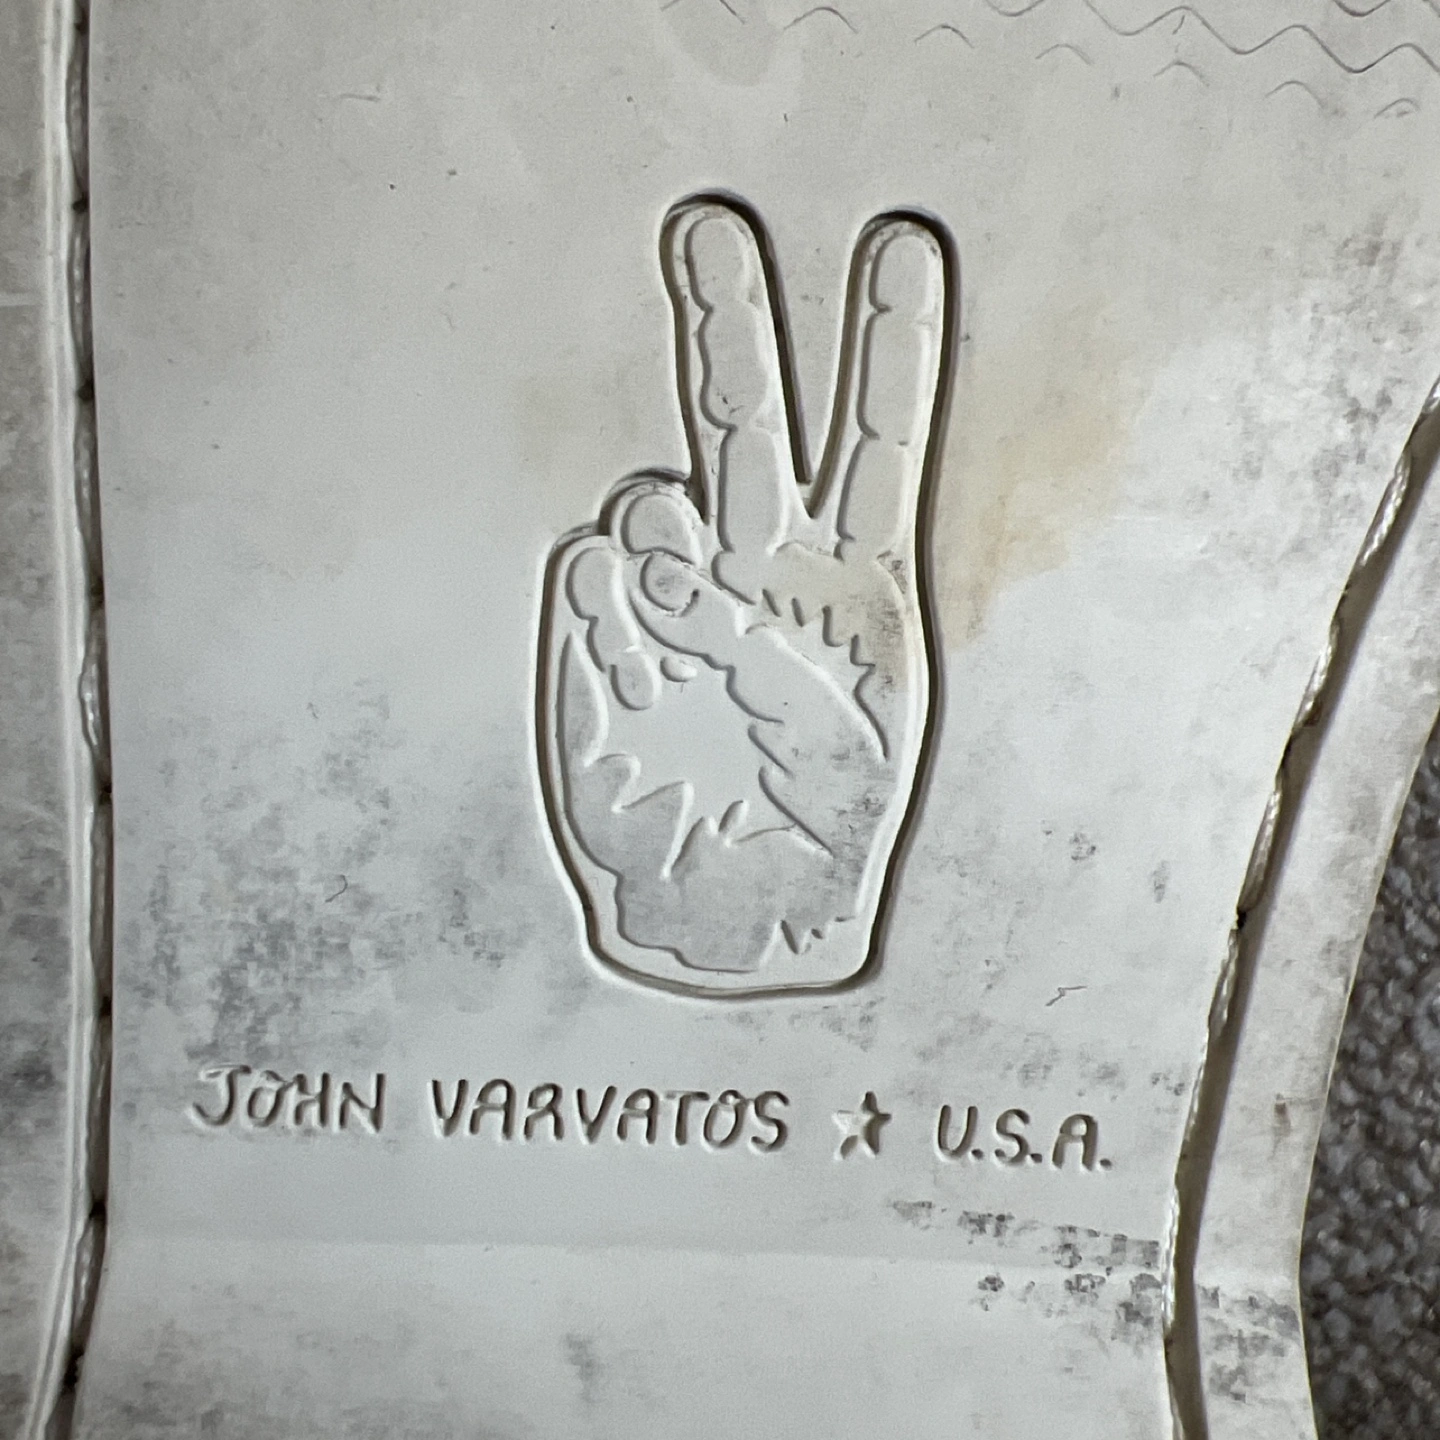 JOHN VARVATOS ★ U.S.A.